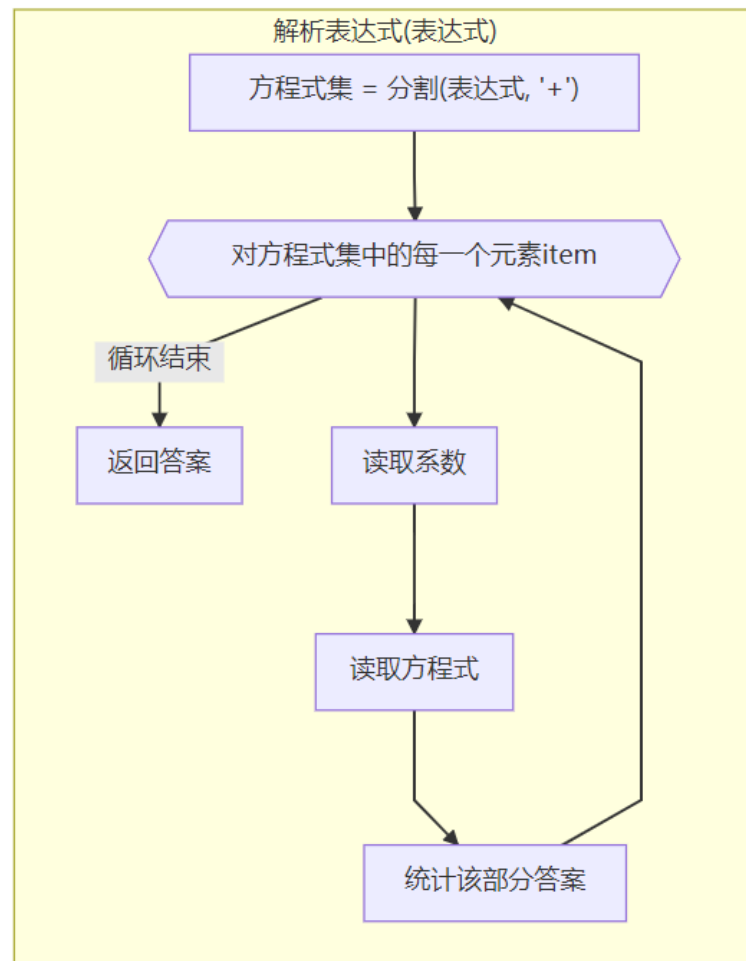 解析表达式(表达式)
方程式集 = 分割(表达式, '+')
对方程式集中的每一个元素item
循环结束
返回答案
读取系数
读取方程式
统计该部分答案